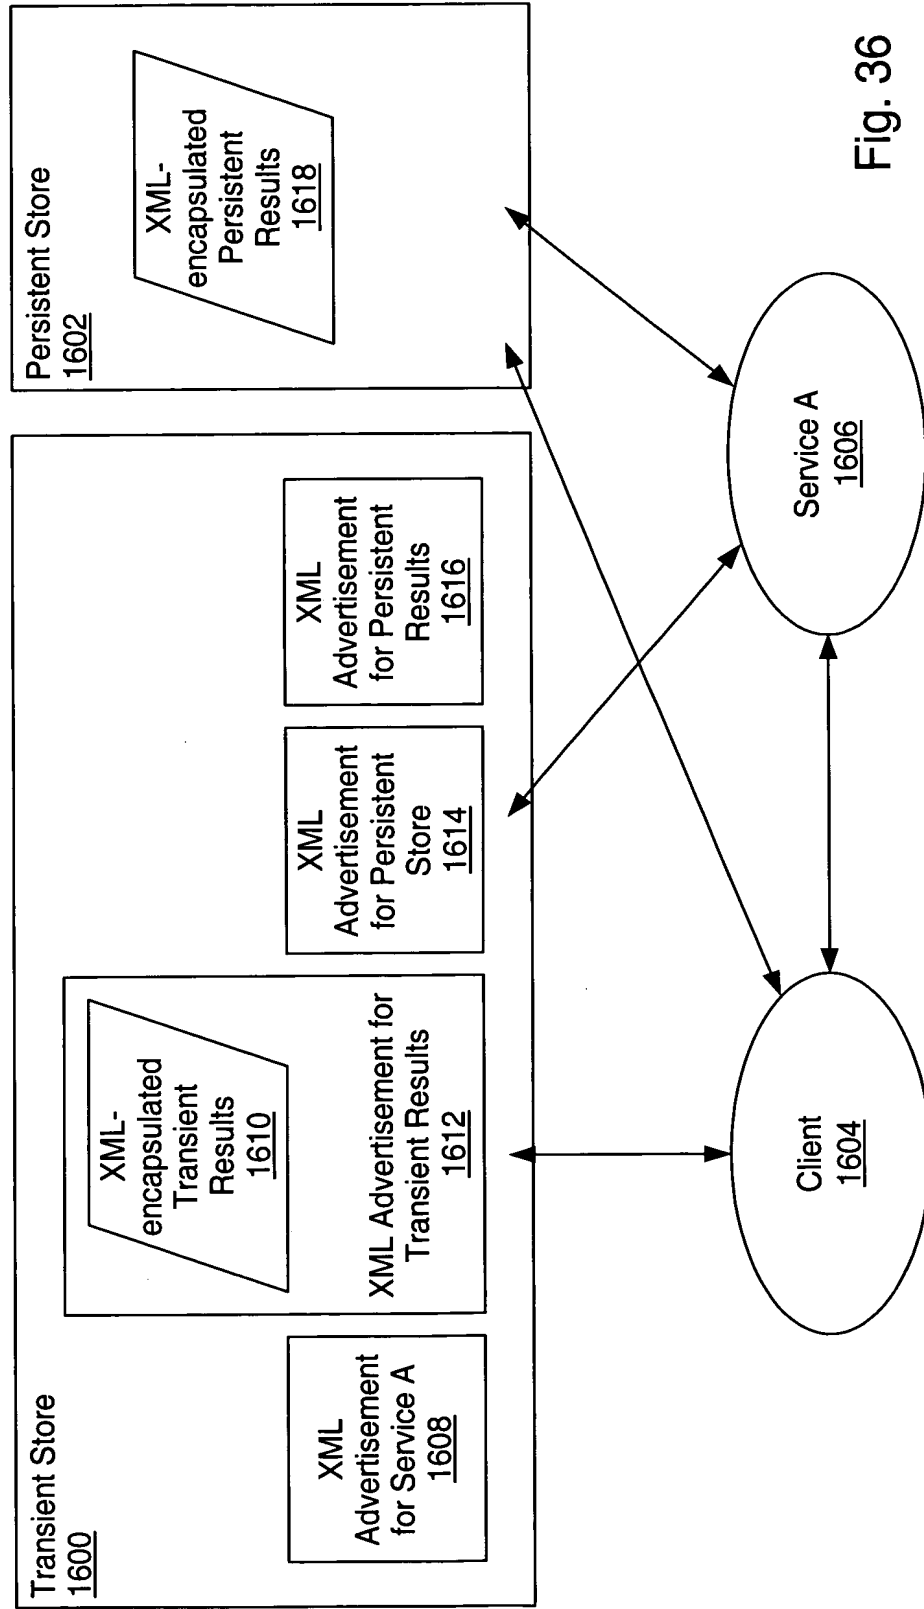 Transient Store
1600
XML
Advertisement
for Service A
1608
XML-
encapsulated
Transient
Results
1610
XML Advertisement for
Transient Results
1612
XML
Advertisement
for Persistent
Store
1614
XML
Advertisement
for Persistent
Results
1616
Persistent Store
1602
XML-
encapsulated
Persistent
Results
1618
Client
1604
Service A
1606
Fig. 36